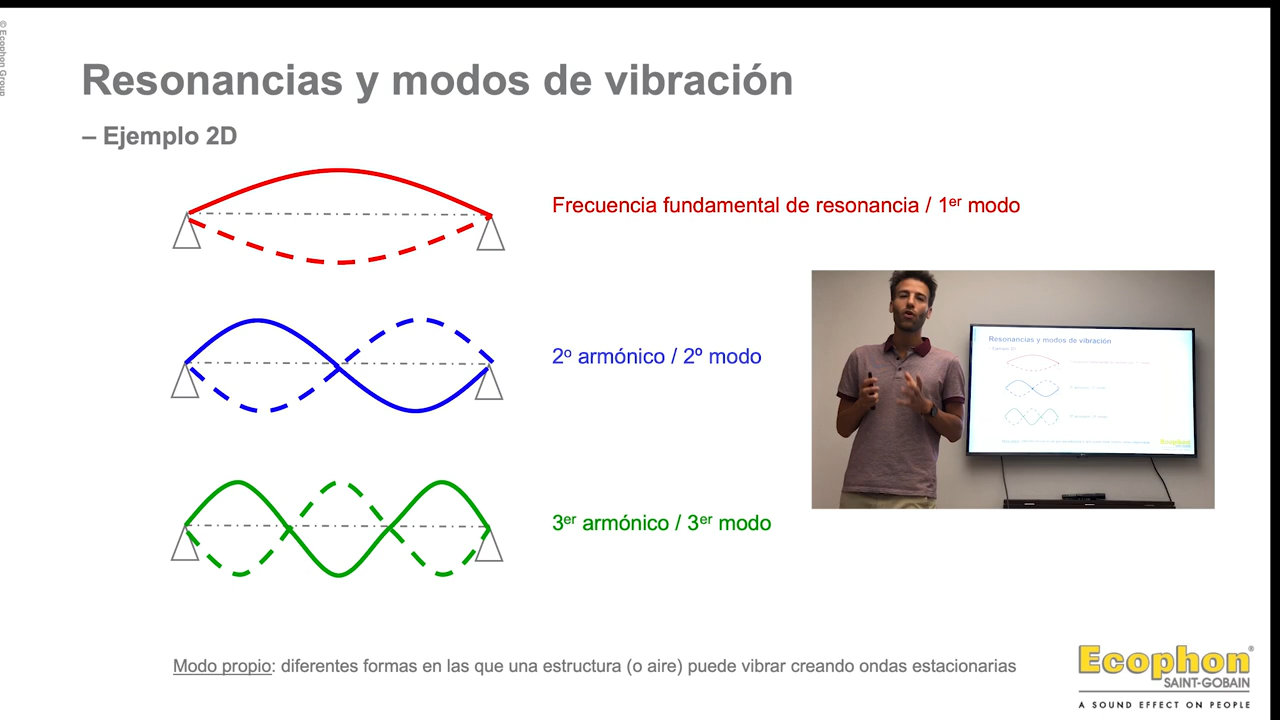 © Ecophon Group
Resonancias y modos de vibración
– Ejemplo 2D
Frecuencia fundamental de resonancia / 1er modo
2º armónico / 2º modo
Resonancias y modos de vibración
Ecophon
3er armónico / 3er modo
Modo propio: diferentes formas en las que una estructura (o aire) puede vibrar creando ondas estacionarias
Ecophon®
SAINT-GOBAIN
A SOUND EFFECT ON PEOPLE